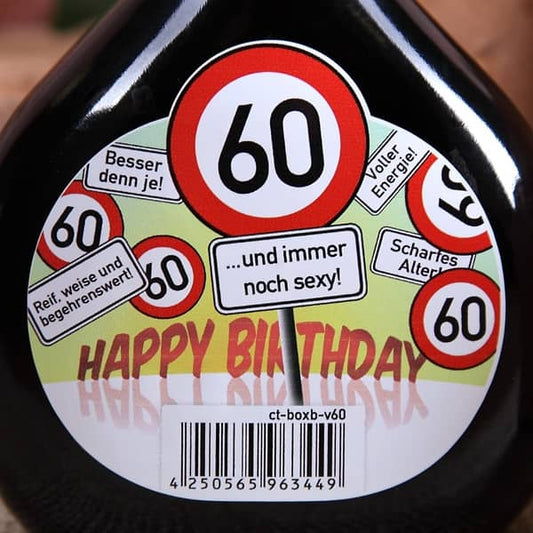 60
Besser
denn je!
Voller
Energie!
60
60
...und immer
noch sexy!
Scharfes
Alter!
60
Reif, weise und
begehrenswert!
60
HAPPY BIRTHDAY
ct-boxb-v60
4 250565 963449